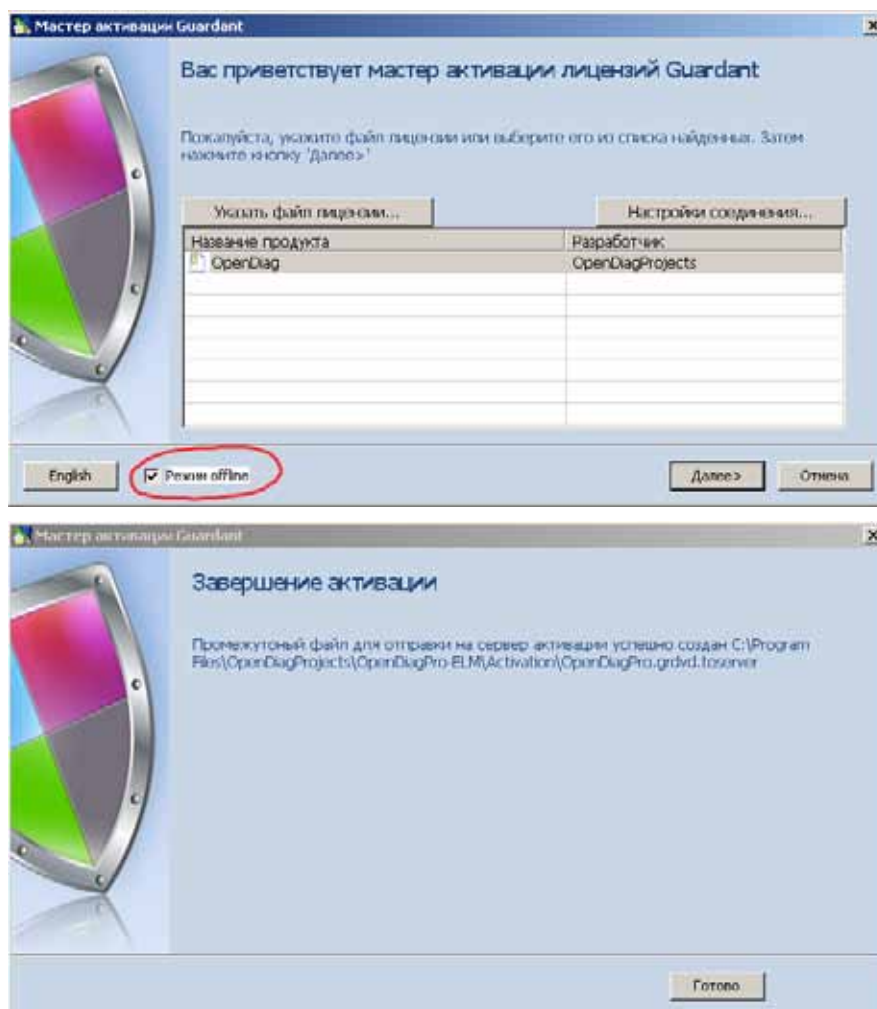 Мастер активации Guardant
Вас приветствует мастер активации лицензий Guardant
Пожалуйста, укажите файл лицензии или выберите его из списка найденных. Затем
нажмите кнопку 'Далее>'
Указать файл лицензии...
Настройки соединения...
Название продукта
Разработчик
OpenDiag
OpenDiagProjects
English
Режим offline
Далее>
Отмена
Мастер активации Guardant
Завершение активации
Промежутоный файл для отправки на сервер активации успешно создан C:\Program
Files\OpenDiagProjects\OpenDiagPro-ELM\Activation\OpenDiagPro.grdvd.toserver
Готово